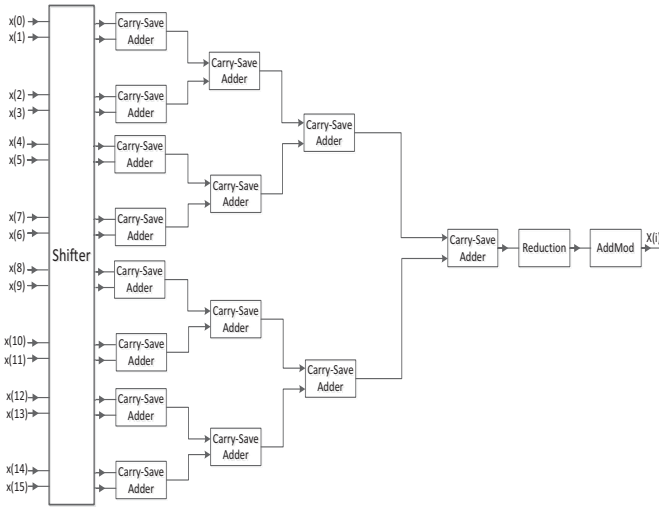 x(0)
x(1)
x(2)
x(3)
x(4)
x(5)
x(7)
x(6)
x(8)
x(9)
x(10)
x(11)
x(12)
x(13)
x(14)
x(15)
Shifter
Carry-Save
Adder
Carry-Save
Adder
Carry-Save
Adder
Carry-Save
Adder
Carry-Save
Adder
Carry-Save
Adder
Carry-Save
Adder
Carry-Save
Adder
Carry-Save
Adder
Carry-Save
Adder
Carry-Save
Adder
Carry-Save
Adder
Carry-Save
Adder
Carry-Save
Adder
Carry-Save
Adder
Reduction
AddMod
X(i)